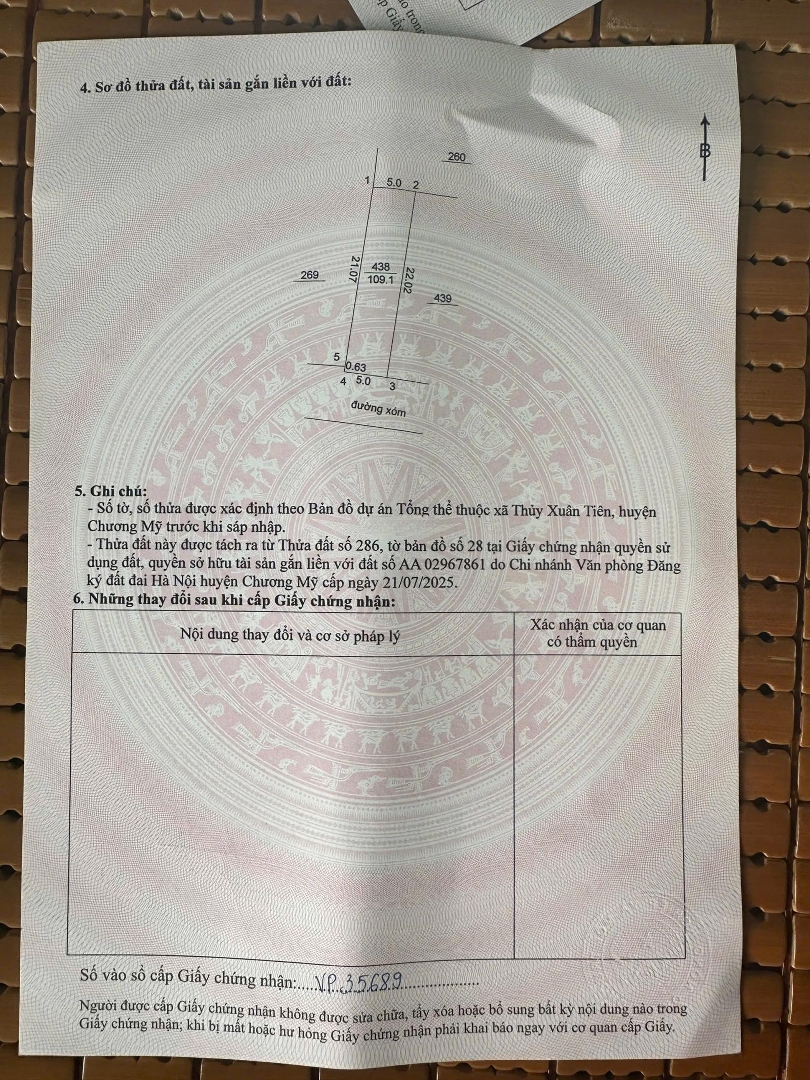 ào trong
ấp Giấy
4. Sơ đồ thửa đất, tài sản gắn liền với đất:
B
260
1 5.0 2
269
21.07
438
109.1
22.02
439
5
0.63
4 5.0 3
đường xóm
5. Ghi chú:
- Số tờ, số thửa được xác định theo Bản đồ dự án Tổng thể thuộc xã Thủy Xuân Tiên, huyện
Chương Mỹ trước khi sáp nhập.
- Thửa đất này được tách ra từ Thửa đất số 286, tờ bản đồ số 28 tại Giấy chứng nhận quyền sử
dụng đất, quyền sở hữu tài sản gắn liền với đất số AA 02967861 do Chi nhánh Văn phòng Đăng
ký đất đai Hà Nội huyện Chương Mỹ cấp ngày 21/07/2025.
6. Những thay đổi sau khi cấp Giấy chứng nhận:
Nội dung thay đổi và cơ sở pháp lý
Xác nhận của cơ quan
có thẩm quyền
Số vào sổ cấp Giấy chứng nhận:.....VP.35689..................
Người được cấp Giấy chứng nhận không được sửa chữa, tẩy xóa hoặc bổ sung bất kỳ nội dung nào trong
Giấy chứng nhận; khi bị mất hoặc hư hỏng Giấy chứng nhận phải khai báo ngay với cơ quan cấp Giấy.